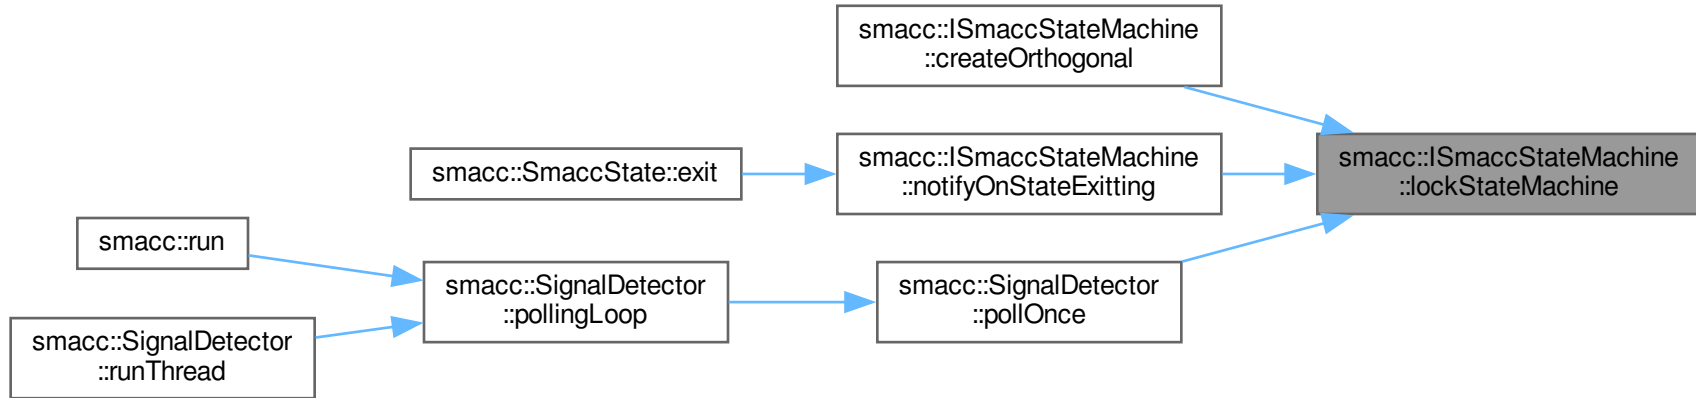 smacc::ISmaccStateMachine
::createOrthogonal
smacc::ISmaccStateMachine
::lockStateMachine
smacc::SmaccState::exit
smacc::ISmaccStateMachine
::notifyOnStateExitting
smacc::run
smacc::SignalDetector
::pollingLoop
smacc::SignalDetector
::pollOnce
smacc::SignalDetector
::runThread